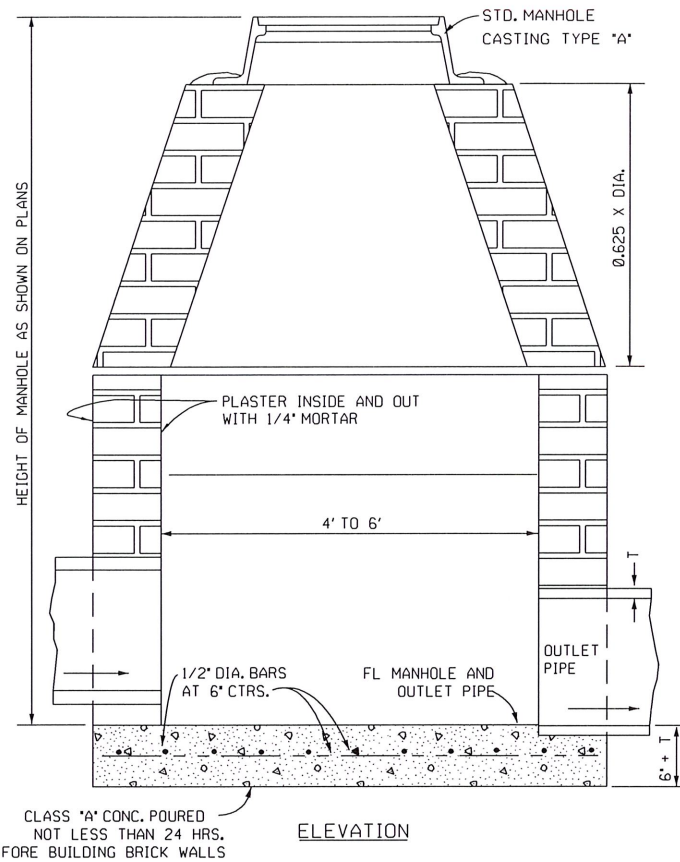 STD. MANHOLE
CASTING TYPE "A"
HEIGHT OF MANHOLE AS SHOWN ON PLANS
0.625 X DIA.
PLASTER INSIDE AND OUT
WITH 1/4" MORTAR
4' TO 6'
T
OUTLET
PIPE
1/2" DIA. BARS
AT 6" CTRS.
FL MANHOLE AND
OUTLET PIPE
6" + T
CLASS "A" CONC. POURED
NOT LESS THAN 24 HRS.
FORE BUILDING BRICK WALLS
ELEVATION